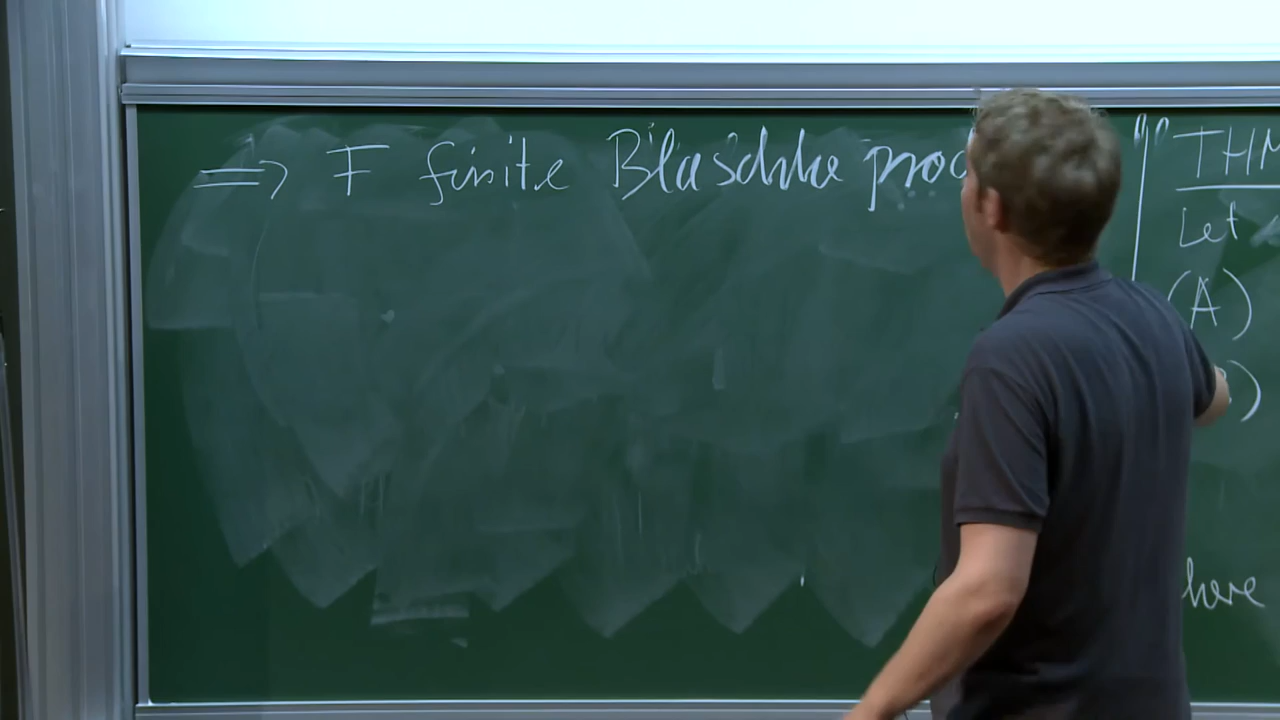 ⟹ F finite Blaschke prod
THM
Let
(A)
)
here